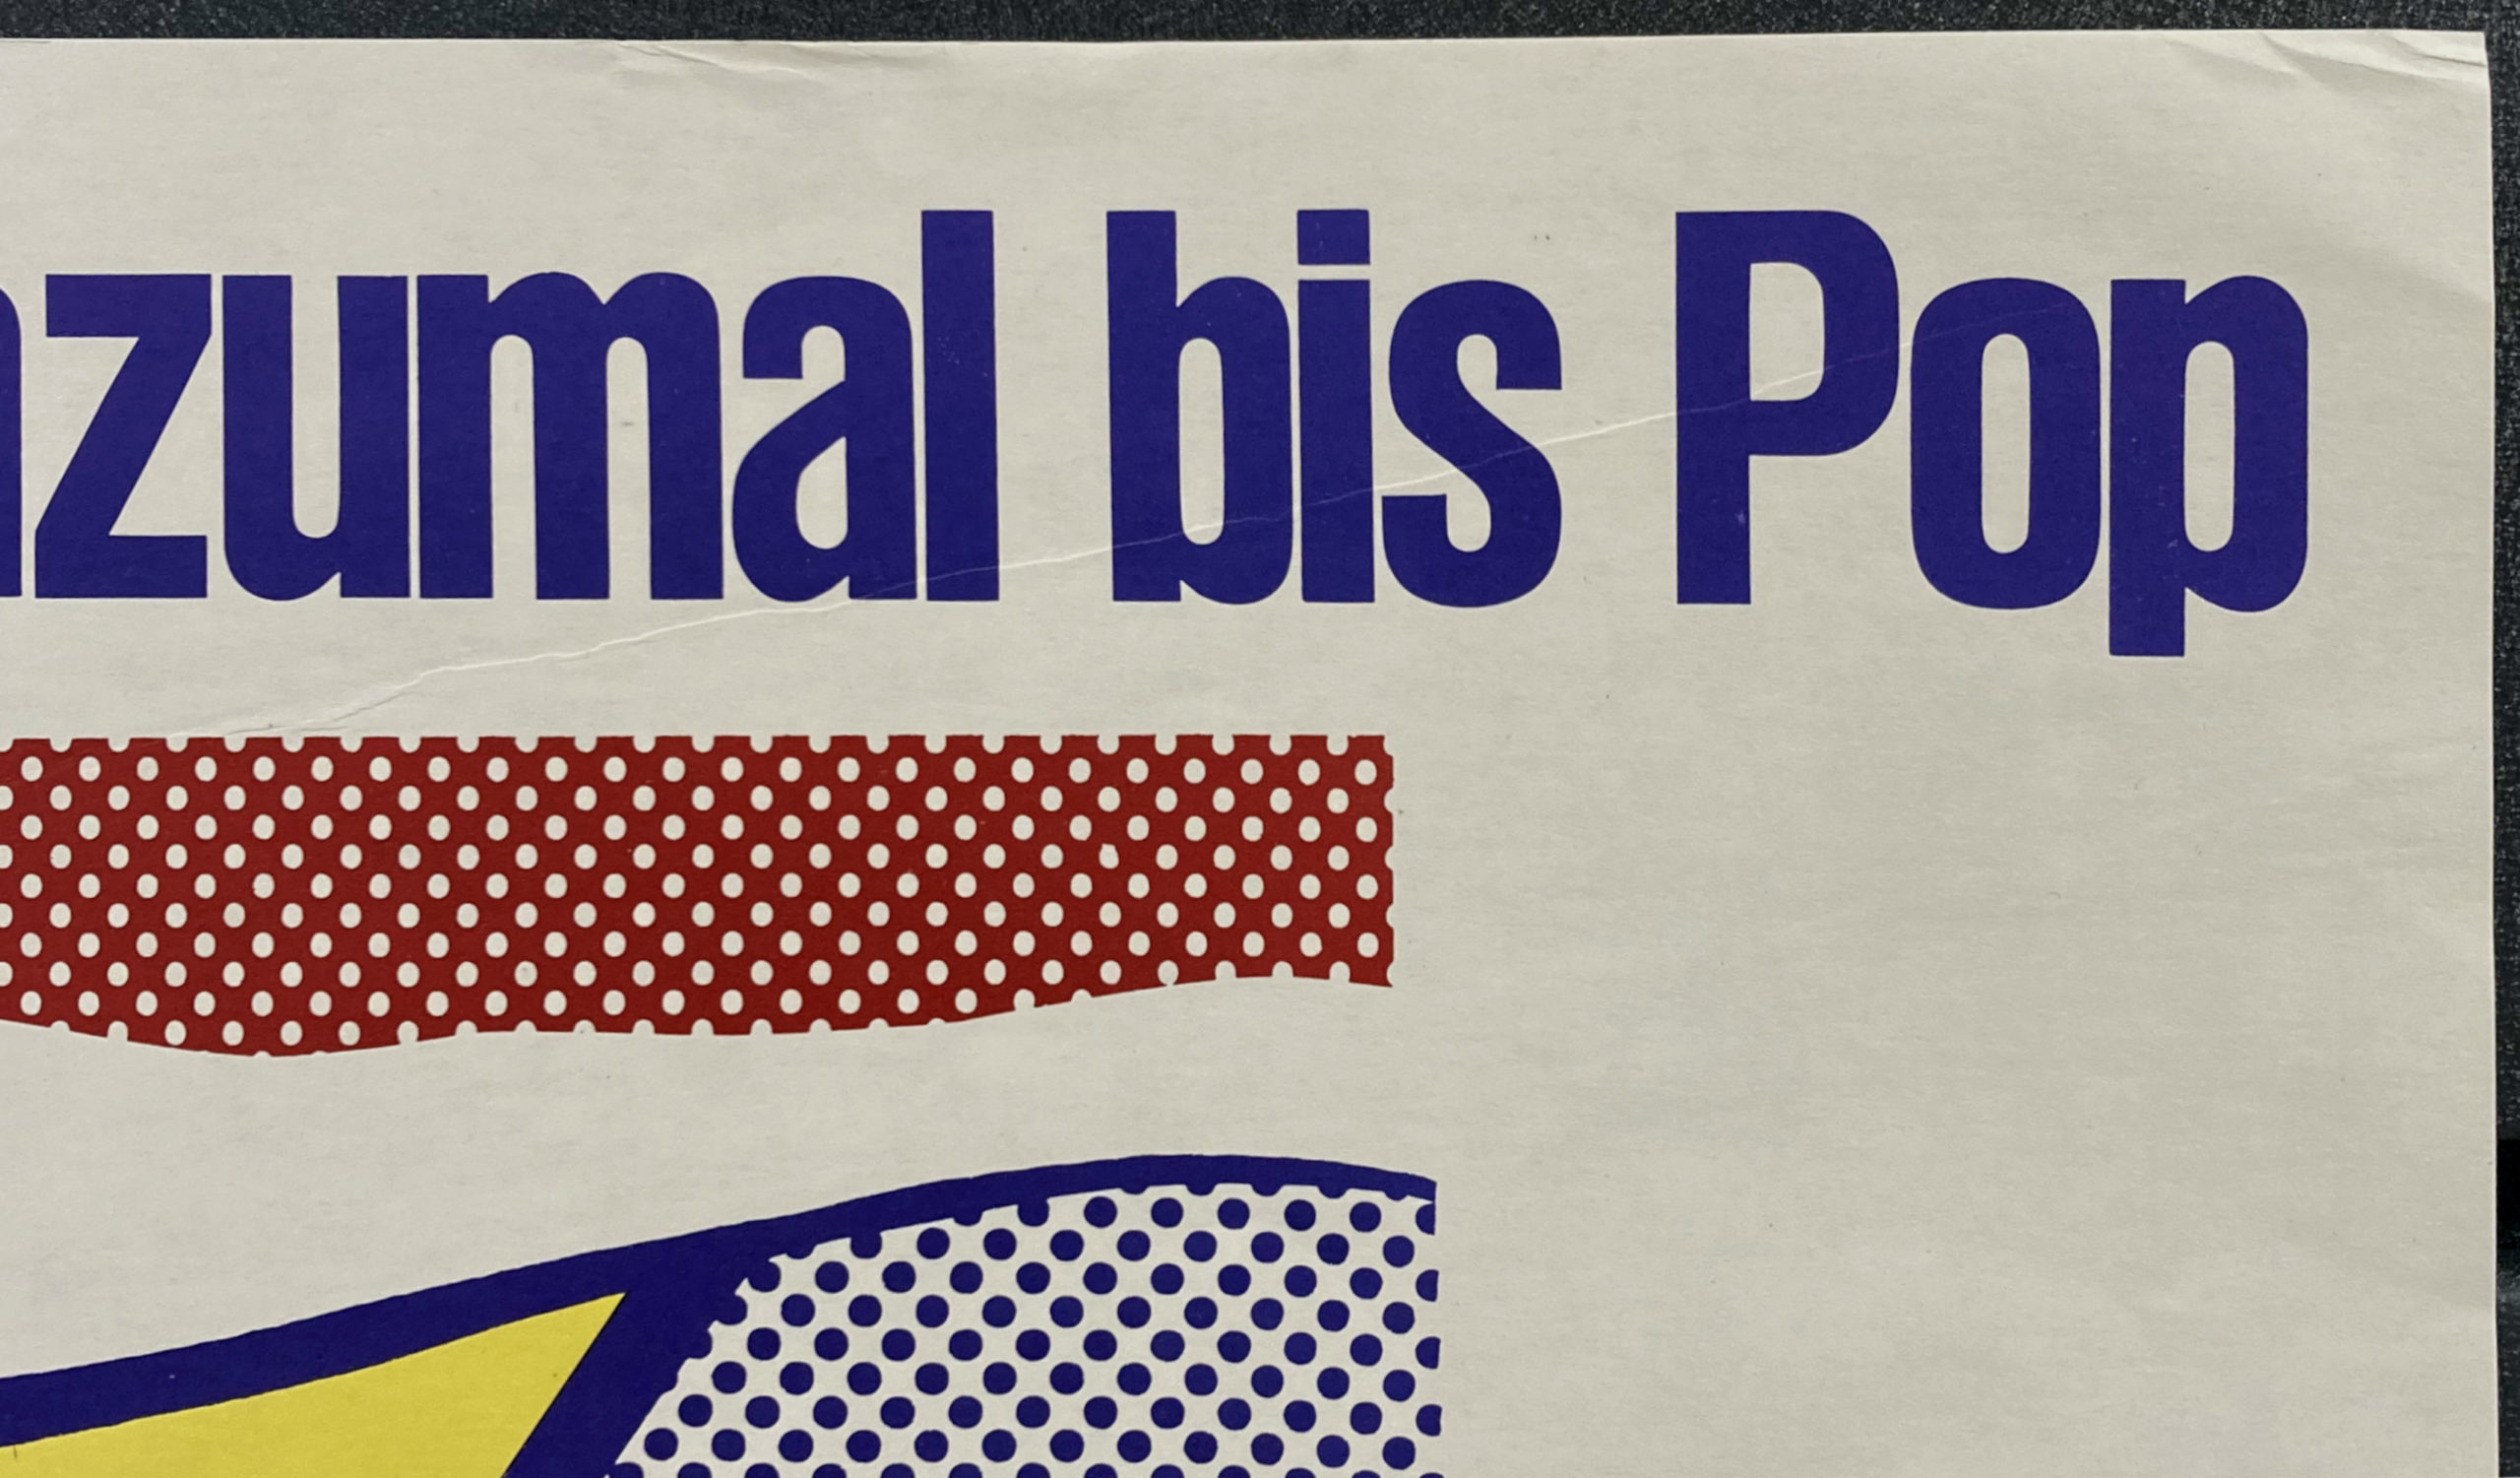 azumal bis Pop